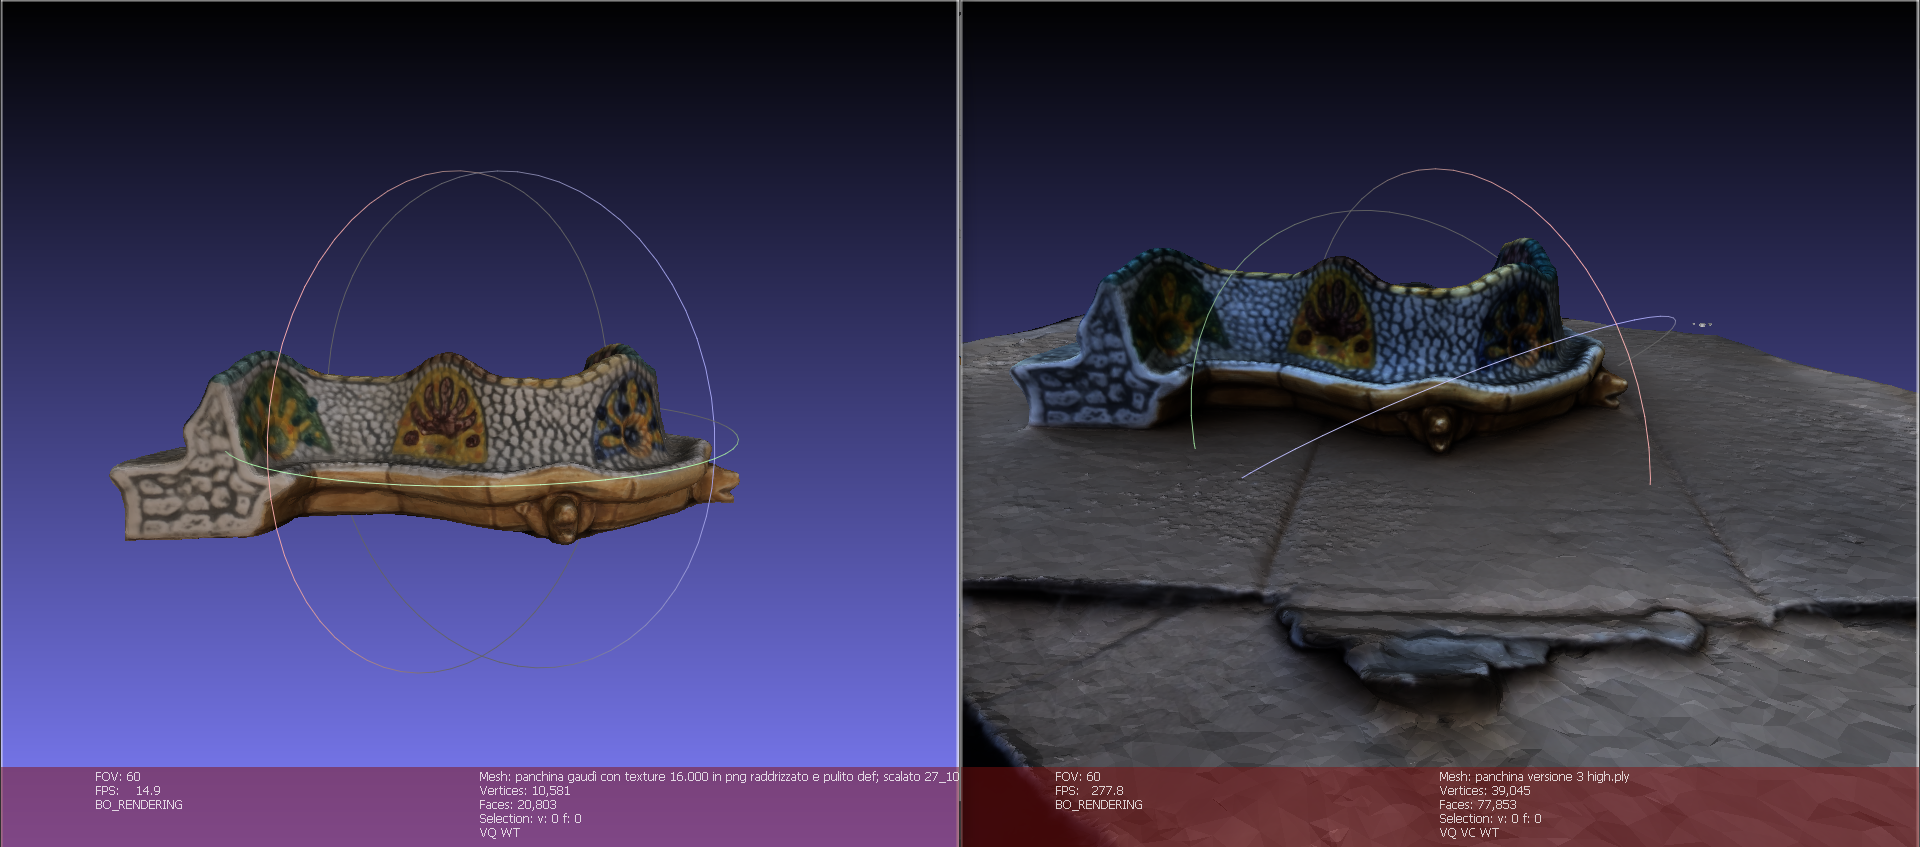 FOV: 60
FPS: 14.9
BO_RENDERING
Mesh: panchina gaudì con texture 16.000 in png raddrizzato e pulito def; scalato 27_10
Vertices: 10,581
Faces: 20,803
Selection: v: 0 f: 0
VQ WT
FOV: 60
FPS: 277.8
BO_RENDERING
Mesh: panchina versione 3 high.ply
Vertices: 39,045
Faces: 77,853
Selection: v: 0 f: 0
VQ VC WT